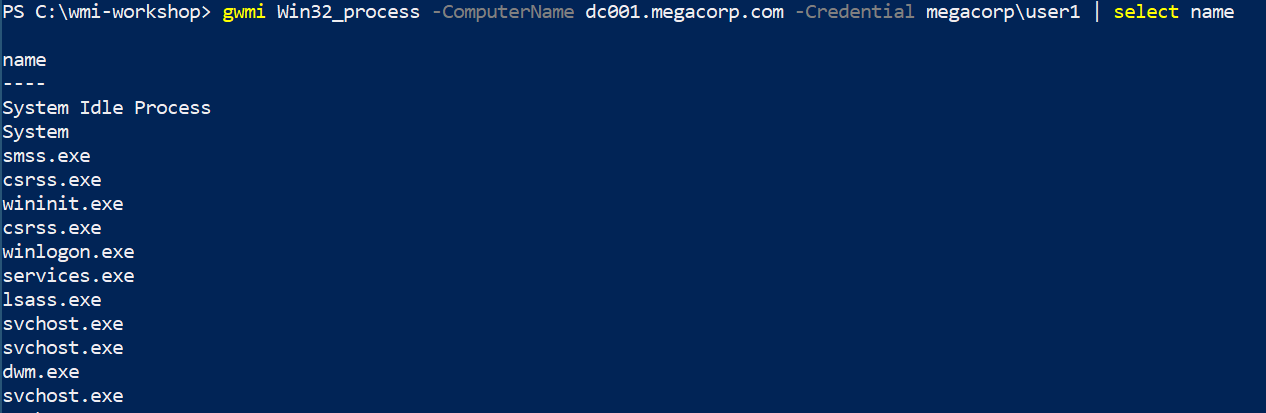 PS C:\wmi-workshop> gwmi Win32_process -ComputerName dc001.megacorp.com -Credential megacorp\user1 | select name
name
----
System Idle Process
System
smss.exe
csrss.exe
wininit.exe
csrss.exe
winlogon.exe
services.exe
lsass.exe
svchost.exe
svchost.exe
dwm.exe
svchost.exe